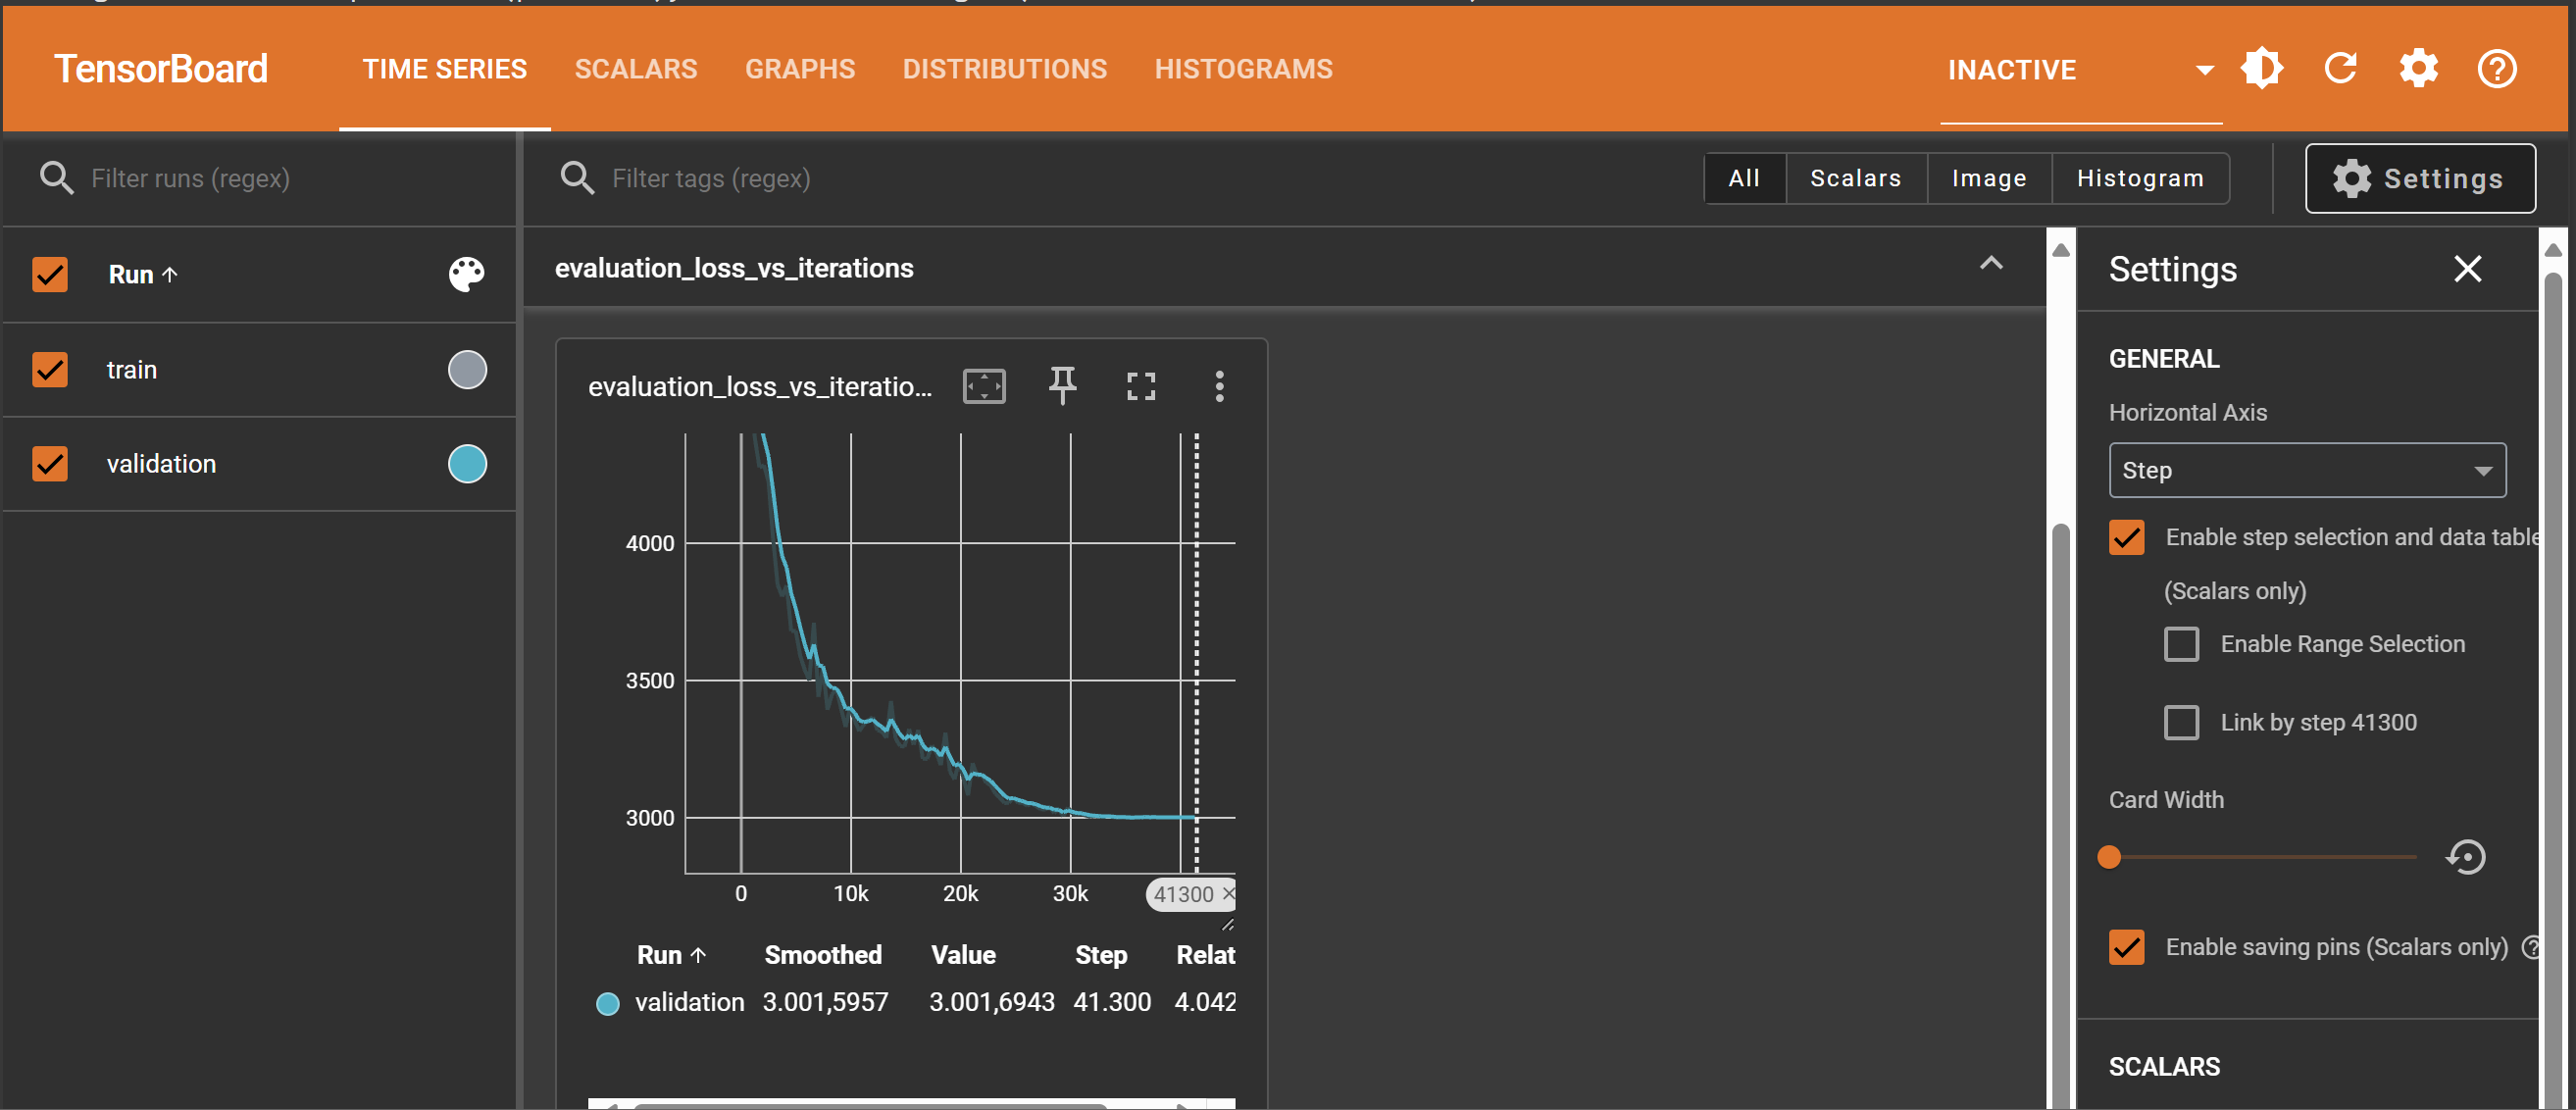 TensorBoard TIME SERIES SCALARS GRAPHS DISTRIBUTIONS HISTOGRAMS INACTIVE
Filter runs (regex)
Filter tags (regex)
All Scalars Image Histogram
Settings
Run
train
validation
evaluation_loss_vs_iterations
evaluation_loss_vs_iteratio...
4000
3500
3000
0 10k 20k 30k 41300
Run Smoothed Value Step Relat
validation 3.001,5957 3.001,6943 41.300 4.042
Settings
GENERAL
Horizontal Axis
Step
Enable step selection and data table
(Scalars only)
Enable Range Selection
Link by step 41300
Card Width
Enable saving pins (Scalars only)
SCALARS